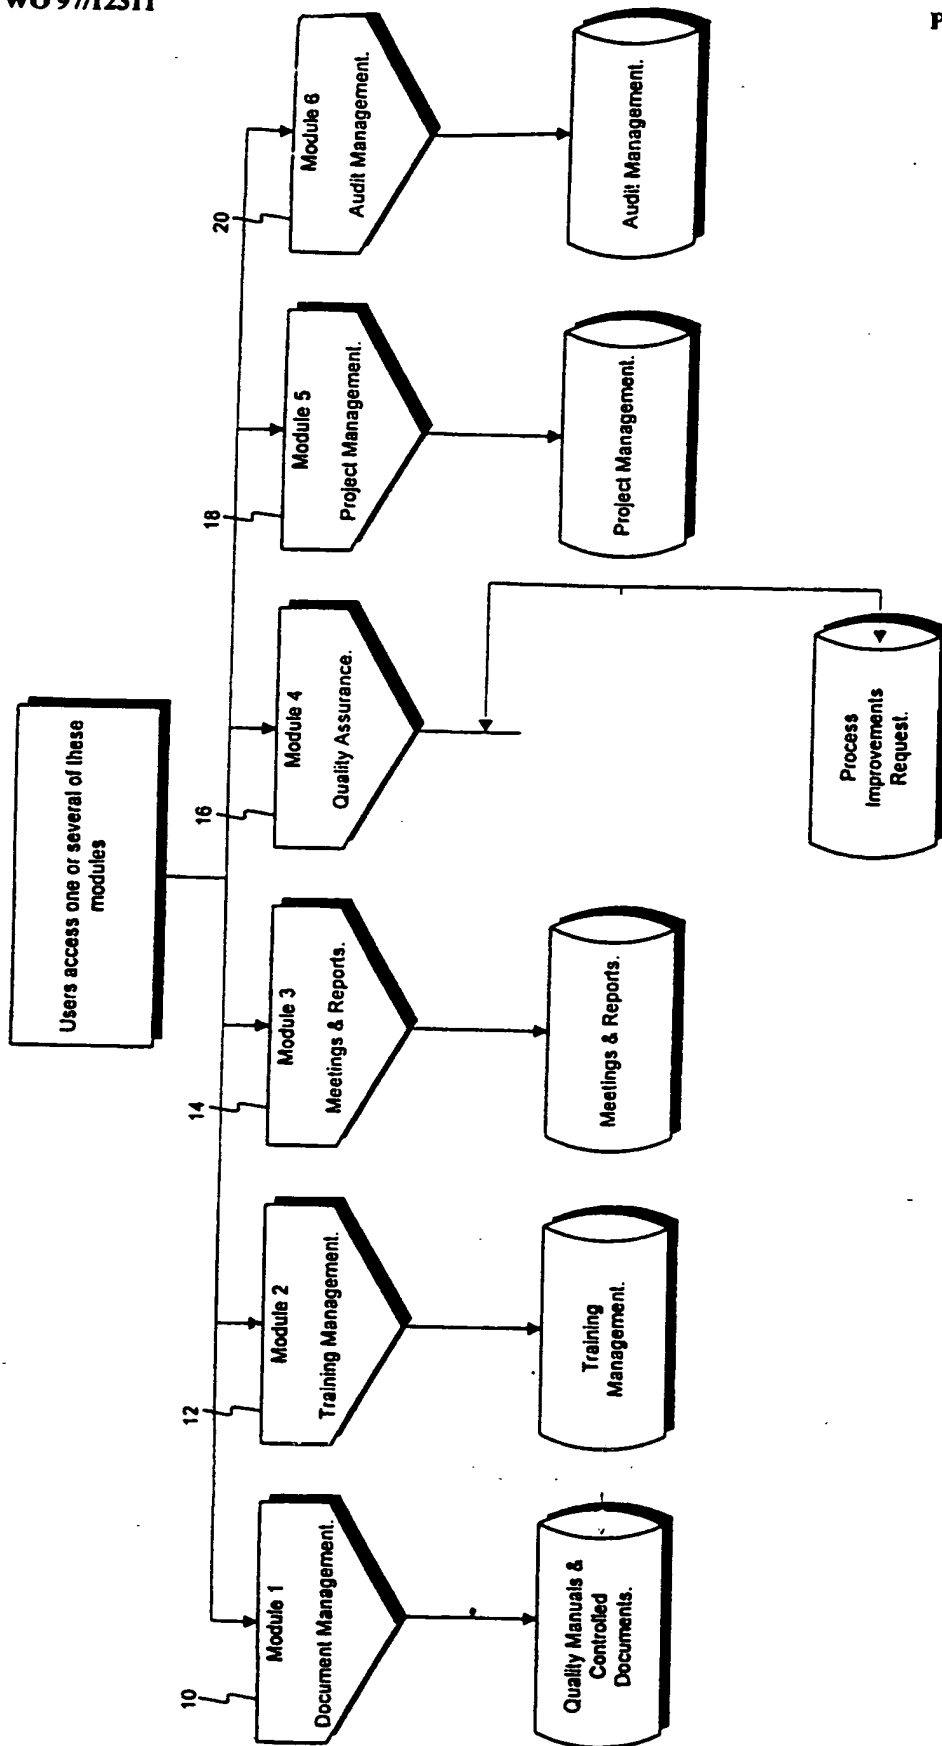 WO 97/12311
P
Users access one or several of these
modules
10
Module 1
Document Management.
12
Module 2
Training Management.
14
Module 3
Meetings & Reports.
16
Module 4
Quality Assurance.
18
Module 5
Project Management.
20
Module 6
Audit Management.
Quality Manuals &
Controlled
Documents.
Training
Management.
Meetings & Reports.
Process
Improvements
Request.
Project Management.
Audit Management.